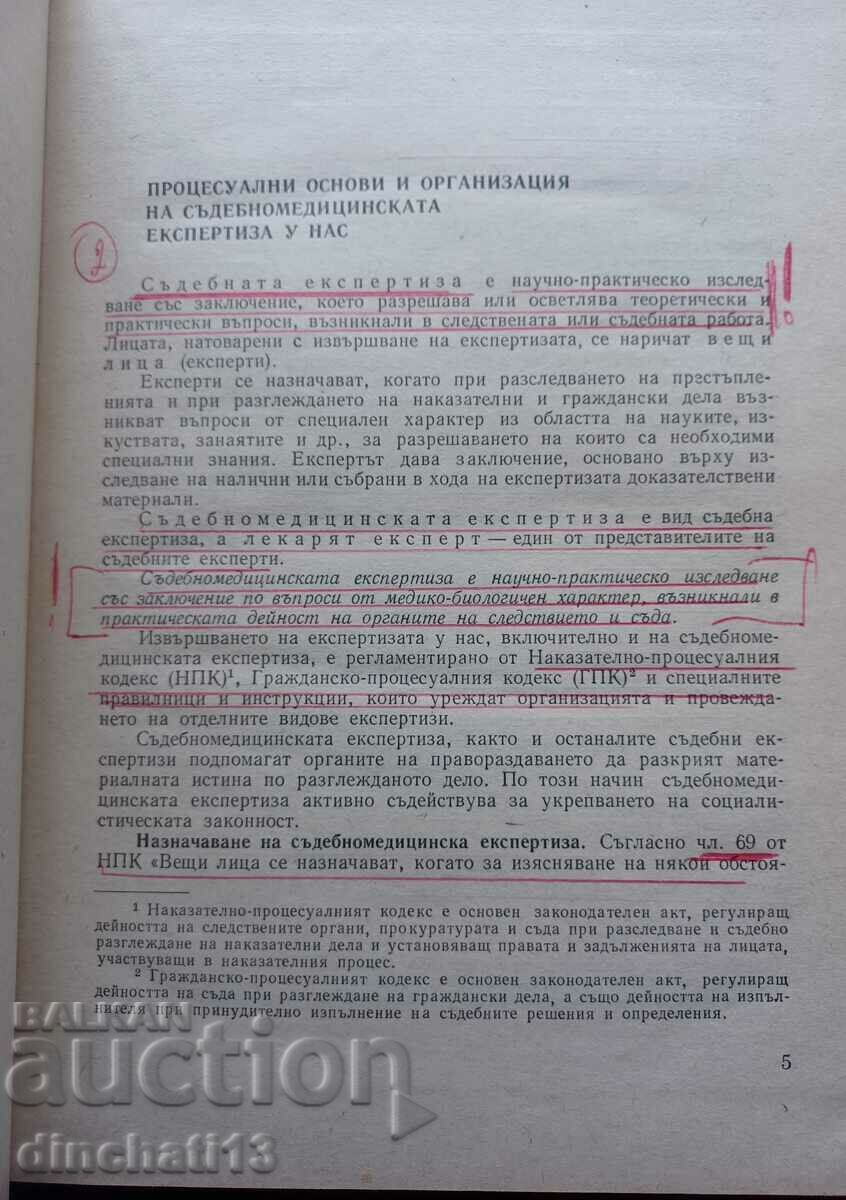 ПРОЦЕСУАЛНИ ОСНОВИ И ОРГАНИЗАЦИЯ
НА СЪДЕБНОМЕДИЦИНСКАТА
ЕКСПЕРТИЗА У НАС
2
Съдебната експертиза е научно-практическо изслед-
ване със заключение, което разрешава или осветлява теоретически и
практически въпроси, възникнали в следствената или съдебната работа.
Лицата, натоварени с извършване на експертизата, се наричат вещи
лица (експерти).
Експерти се назначават, когато при разследването на престъпле-
нията и при разглеждането на наказателни и граждански дела въз-
никват въпроси от специален характер из областта на науките, из-
куствата, занаятите и др., за разрешаването на които са необходими
специални знания. Експертът дава заключение, основано върху из-
следване на налични или събрани в хода на експертизата доказателствени
материали.
Съдебномедицинската експертиза е вид съдебна
експертиза, а лекарят експерт — един от представителите на
съдебните експерти.
Съдебномедицинската експертиза е научно-практическо изследване
със заключение по въпроси от медико-биологичен характер, възникнали в
практическата дейност на органите на следствието и съда.
Извършването на експертизата у нас, включително и на съдебноме-
дицинската експертиза, е регламентирано от Наказателно-процесуалния
кодекс (НПК)¹, Гражданско-процесуалния кодекс (ГПК)² и специалните
правилници и инструкции, които уреждат организацията и провежда-
нето на отделните видове експертизи.
Съдебномедицинската експертиза, както и останалите съдебни ек-
спертизи подпомагат органите на правораздаването да разкрият мате-
риалната истина по разглежданото дело. По този начин съдебномеди-
цинската експертиза активно съдействува за укрепването на социали-
стическата законност.
Назначаване на съдебномедицинска експертиза. Съгласно чл. 69 от
НПК «Вещи лица се назначават, когато за изясняване на някои обстоя-
¹ Наказателно-процесуалният кодекс е основен законодателен акт, регулиращ
дейността на следствените органи, прокуратурата и съда при разследване и съдебно
разглеждане на наказателни дела и установяващ правата и задълженията на лицата,
участвуващи в наказателния процес.
² Гражданско-процесуалният кодекс е основен законодателен акт, регулиращ
дейността на съда при разглеждане на граждански дела, а също дейността на изпъл-
нителя при принудително изпълнение на съдебните решения и определения.
5
BALKAN
auction
dinchati13